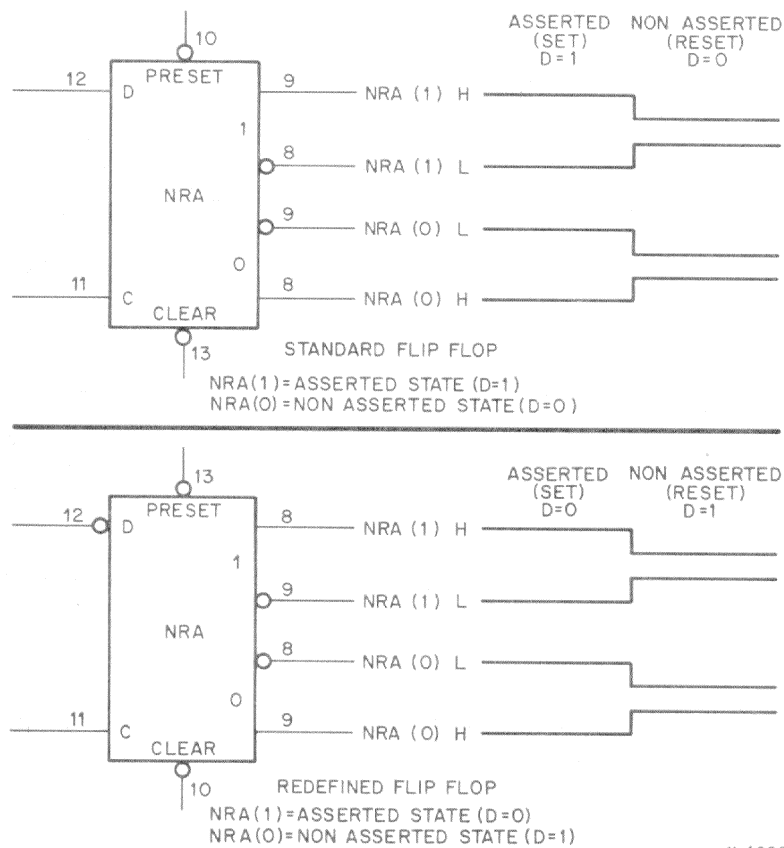 10
ASSERTED NON ASSERTED
(SET) (RESET)
D=1 D=0
12 PRESET 9
D NRA (1) H
1
8 NRA (1) L
NRA
9 NRA (0) L
0
11 8
C NRA (0) H
CLEAR
13
STANDARD FLIP FLOP
NRA(1)=ASSERTED STATE (D=1)
NRA(0)=NON ASSERTED STATE (D=0)
13
ASSERTED NON ASSERTED
(SET) (RESET)
D=0 D=1
12 PRESET 8
D NRA (1) H
1
9 NRA (1) L
NRA
8 NRA (0) L
0
11 9
C NRA (0) H
CLEAR
10
REDEFINED FLIP FLOP
NRA(1)=ASSERTED STATE (D=0)
NRA(0)=NON ASSERTED STATE (D=1)